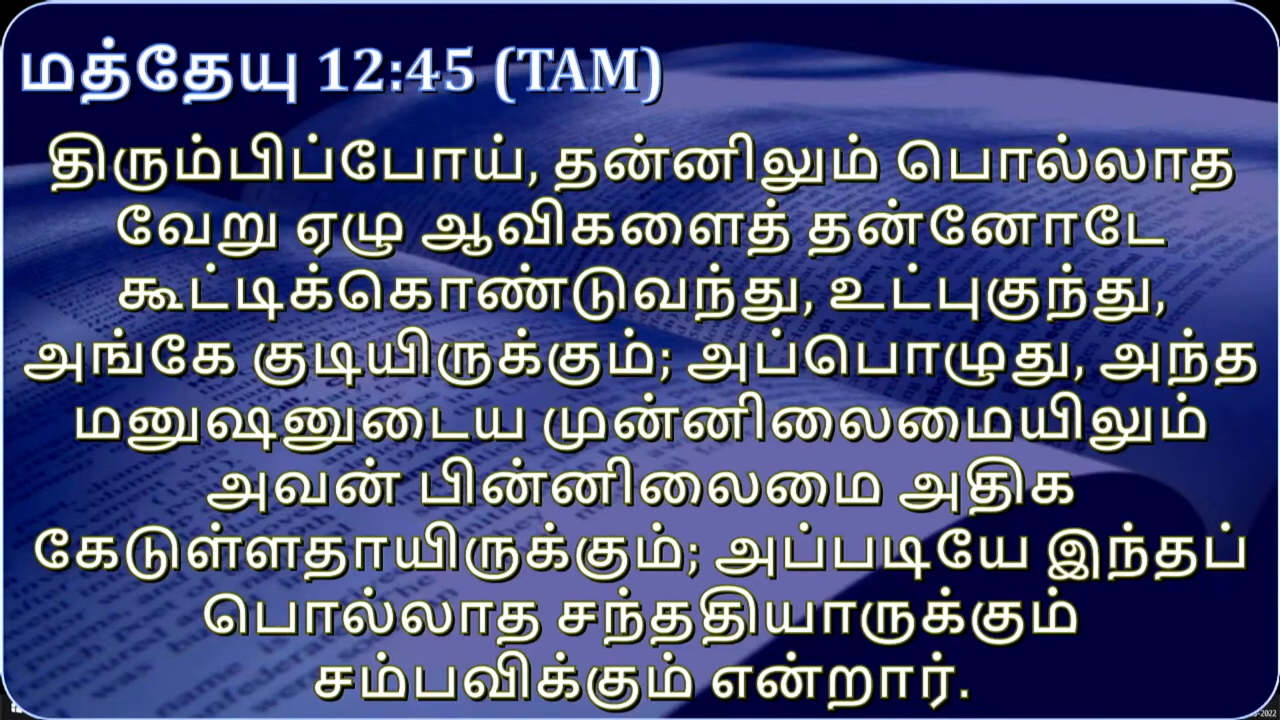 மத்தேயு 12:45 (TAM)
திரும்பிப்போய், தன்னிலும் பொல்லாத
வேறு ஏழு ஆவிகளைத் தன்னோடே
கூட்டிக்கொண்டுவந்து, உட்புகுந்து,
அங்கே குடியிருக்கும்; அப்பொழுது, அந்த
மனுஷனுடைய முன்னிலைமையிலும்
அவன் பின்னிலைமை அதிக
கேடுள்ளதாயிருக்கும்; அப்படியே இந்தப்
பொல்லாத சந்ததியாருக்கும்
சம்பவிக்கும் என்றார்.